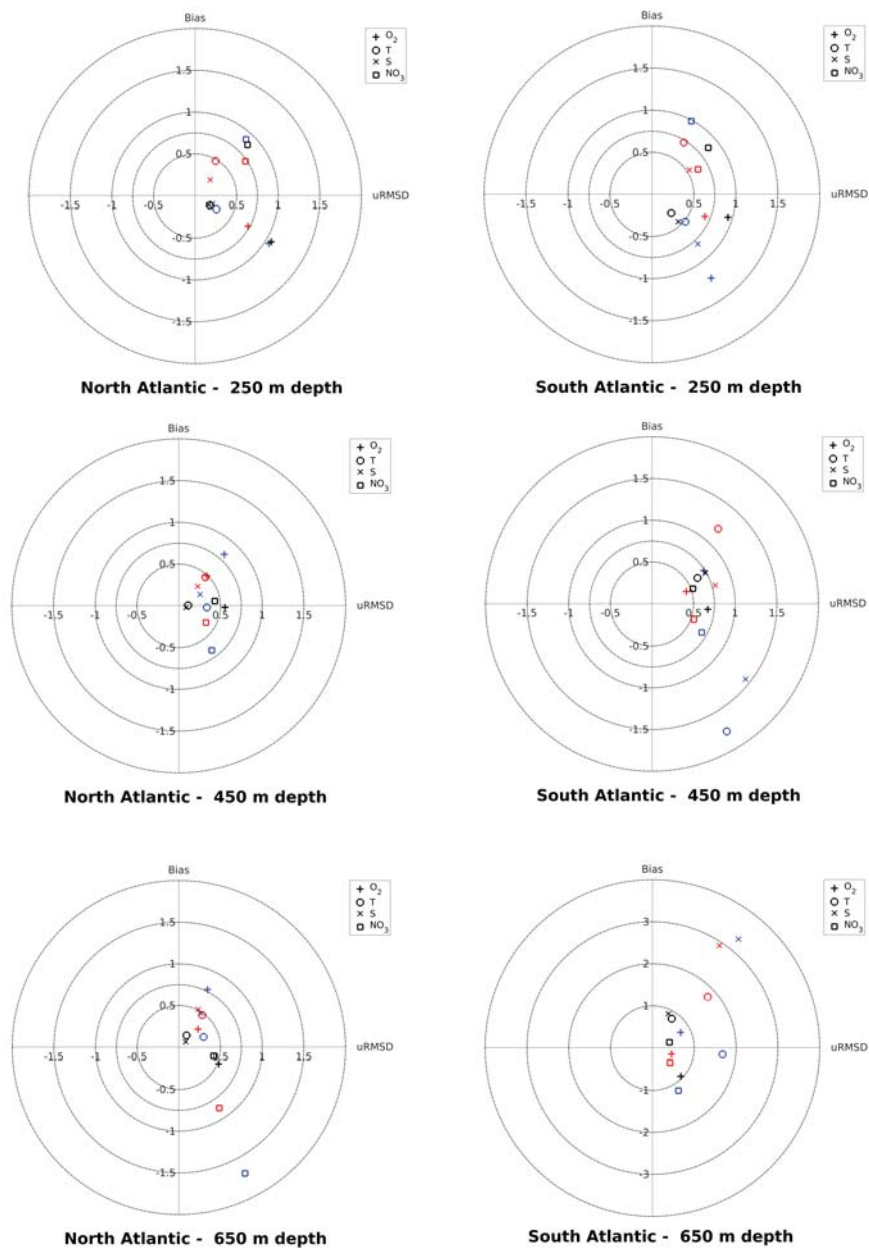 Bias
O2
T
S
NO3
1.5
1
0.5
-1.5 -1 -0.5 0.5 1 1.5 uRMSD
-0.5
-1
-1.5
North Atlantic - 250 m depth
Bias
O2
T
S
NO3
1.5
1
0.5
-1.5 -1 -0.5 0.5 1 1.5 uRMSD
-0.5
-1
-1.5
South Atlantic - 250 m depth
Bias
O2
T
S
NO3
1.5
1
0.5
-1.5 -1 -0.5 0.5 1 1.5 uRMSD
-0.5
-1
-1.5
North Atlantic - 450 m depth
Bias
O2
T
S
NO3
1.5
1
0.5
-1.5 -1 -0.5 0.5 1 1.5 uRMSD
-0.5
-1
-1.5
South Atlantic - 450 m depth
Bias
O2
T
S
NO3
1.5
1
0.5
-1.5 -1 -0.5 0.5 1 1.5 uRMSD
-0.5
-1
-1.5
North Atlantic - 650 m depth
Bias
O2
T
S
NO3
3
2
1
-3 -2 -1 1 2 3 uRMSD
-1
-2
-3
South Atlantic - 650 m depth